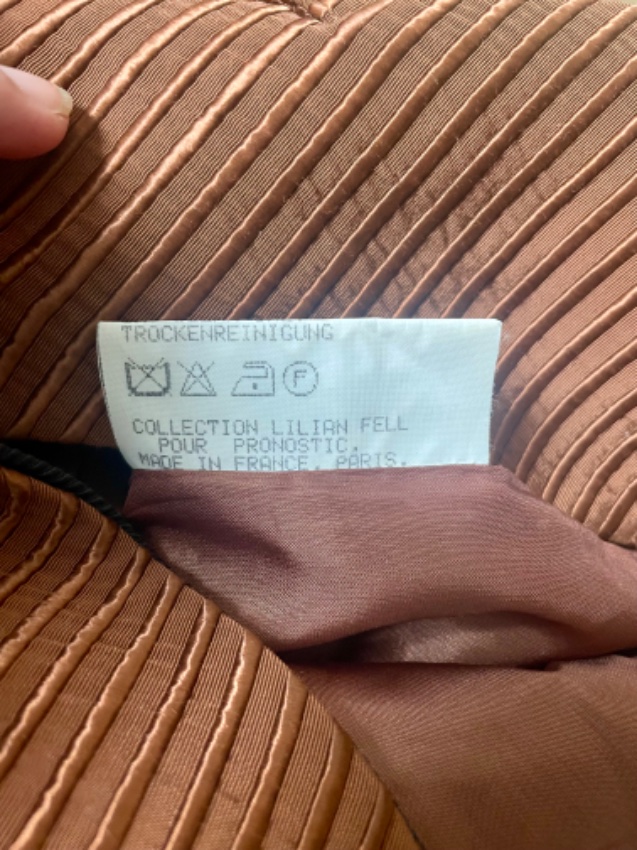 TROCKENREINIGUNG
F
COLLECTION LILIAN FELL
POUR PRONOSTIC.
MADE IN FRANCE. PARIS.